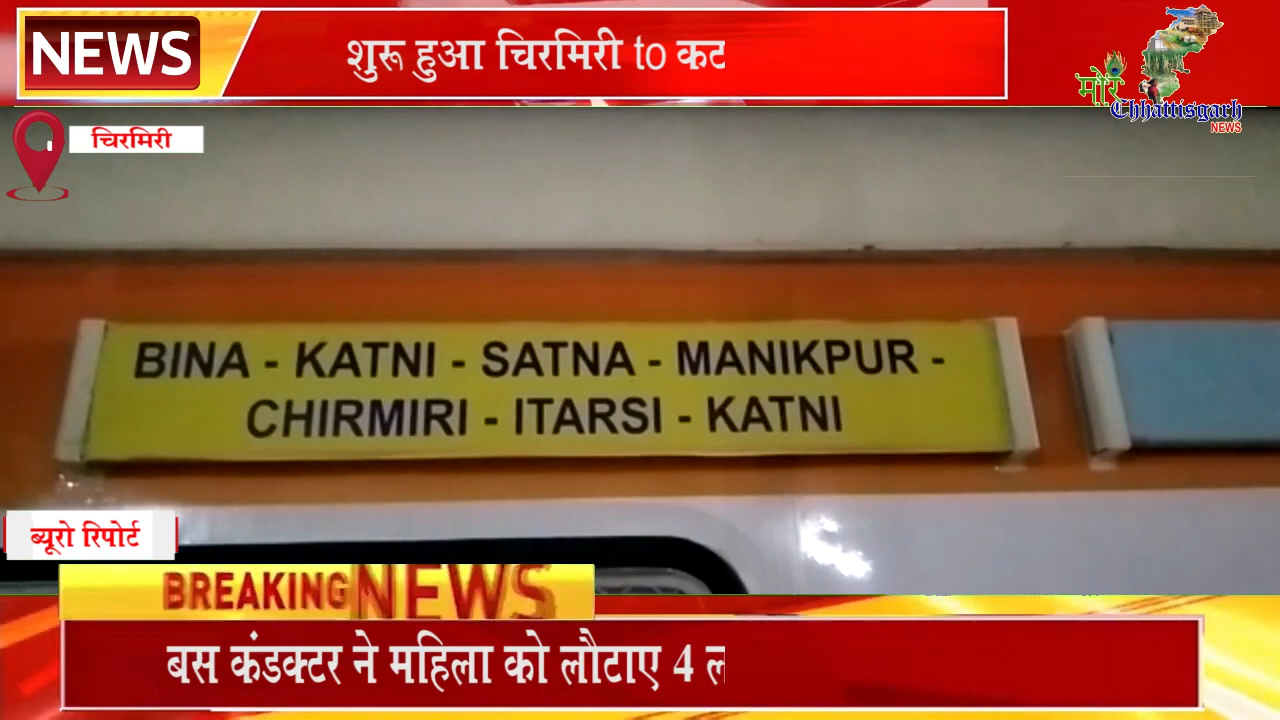 NEWS
शुरू हुआ चिरमिरी to
मोर
Chhattisgarh
NEWS
चिरमिरी
BINA - KATNI - SATNA - MANIKPUR -
CHIRMIRI - ITARSI - KATNI
ब्यूरो रिपोर्ट
BREAKING NEWS
बस कंडक्टर ने महिला को लौटाए 4